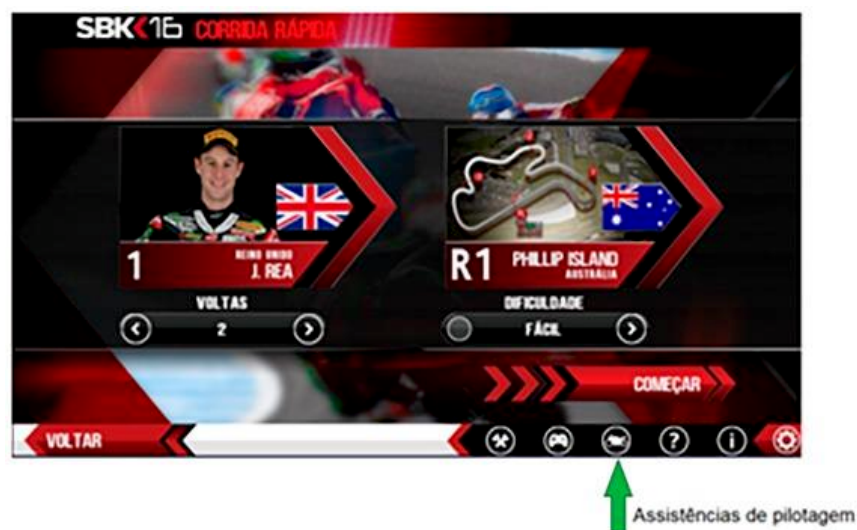 SBK16 CORRIDA RÁPIDA
1
REINO UNIDO
J. REA
R1
PHILLIP ISLAND
AUSTRÁLIA
VOLTAS
2
DIFICULDADE
FÁCIL
COMEÇAR
VOLTAR
?
i
Assistências de pilotagem